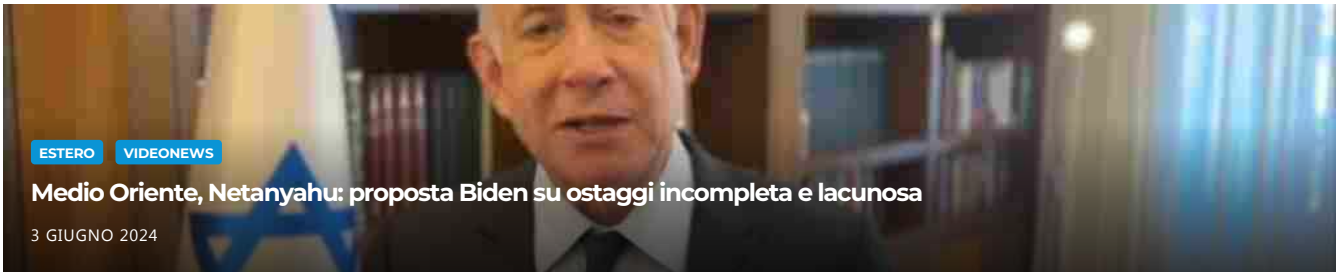 ESTERO VIDEONEWS
Medio Oriente, Netanyahu: proposta Biden su ostaggi incompleta e lacunosa
3 GIUGNO 2024